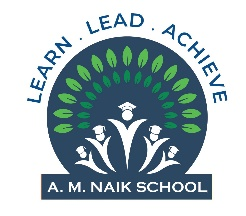 LEARN . LEAD . ACHIEVE
A. M. NAIK SCHOOL